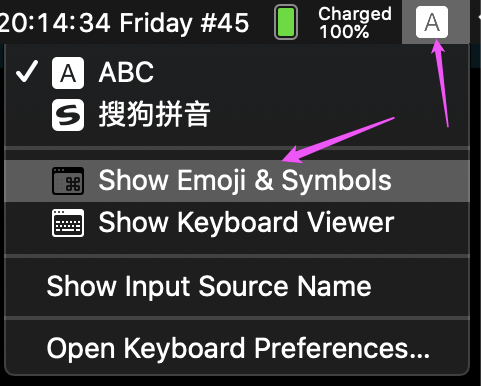 20:14:34 Friday #45
Charged
100%
A
A ABC
S 搜狗拼音
Show Emoji & Symbols
Show Keyboard Viewer
Show Input Source Name
Open Keyboard Preferences...